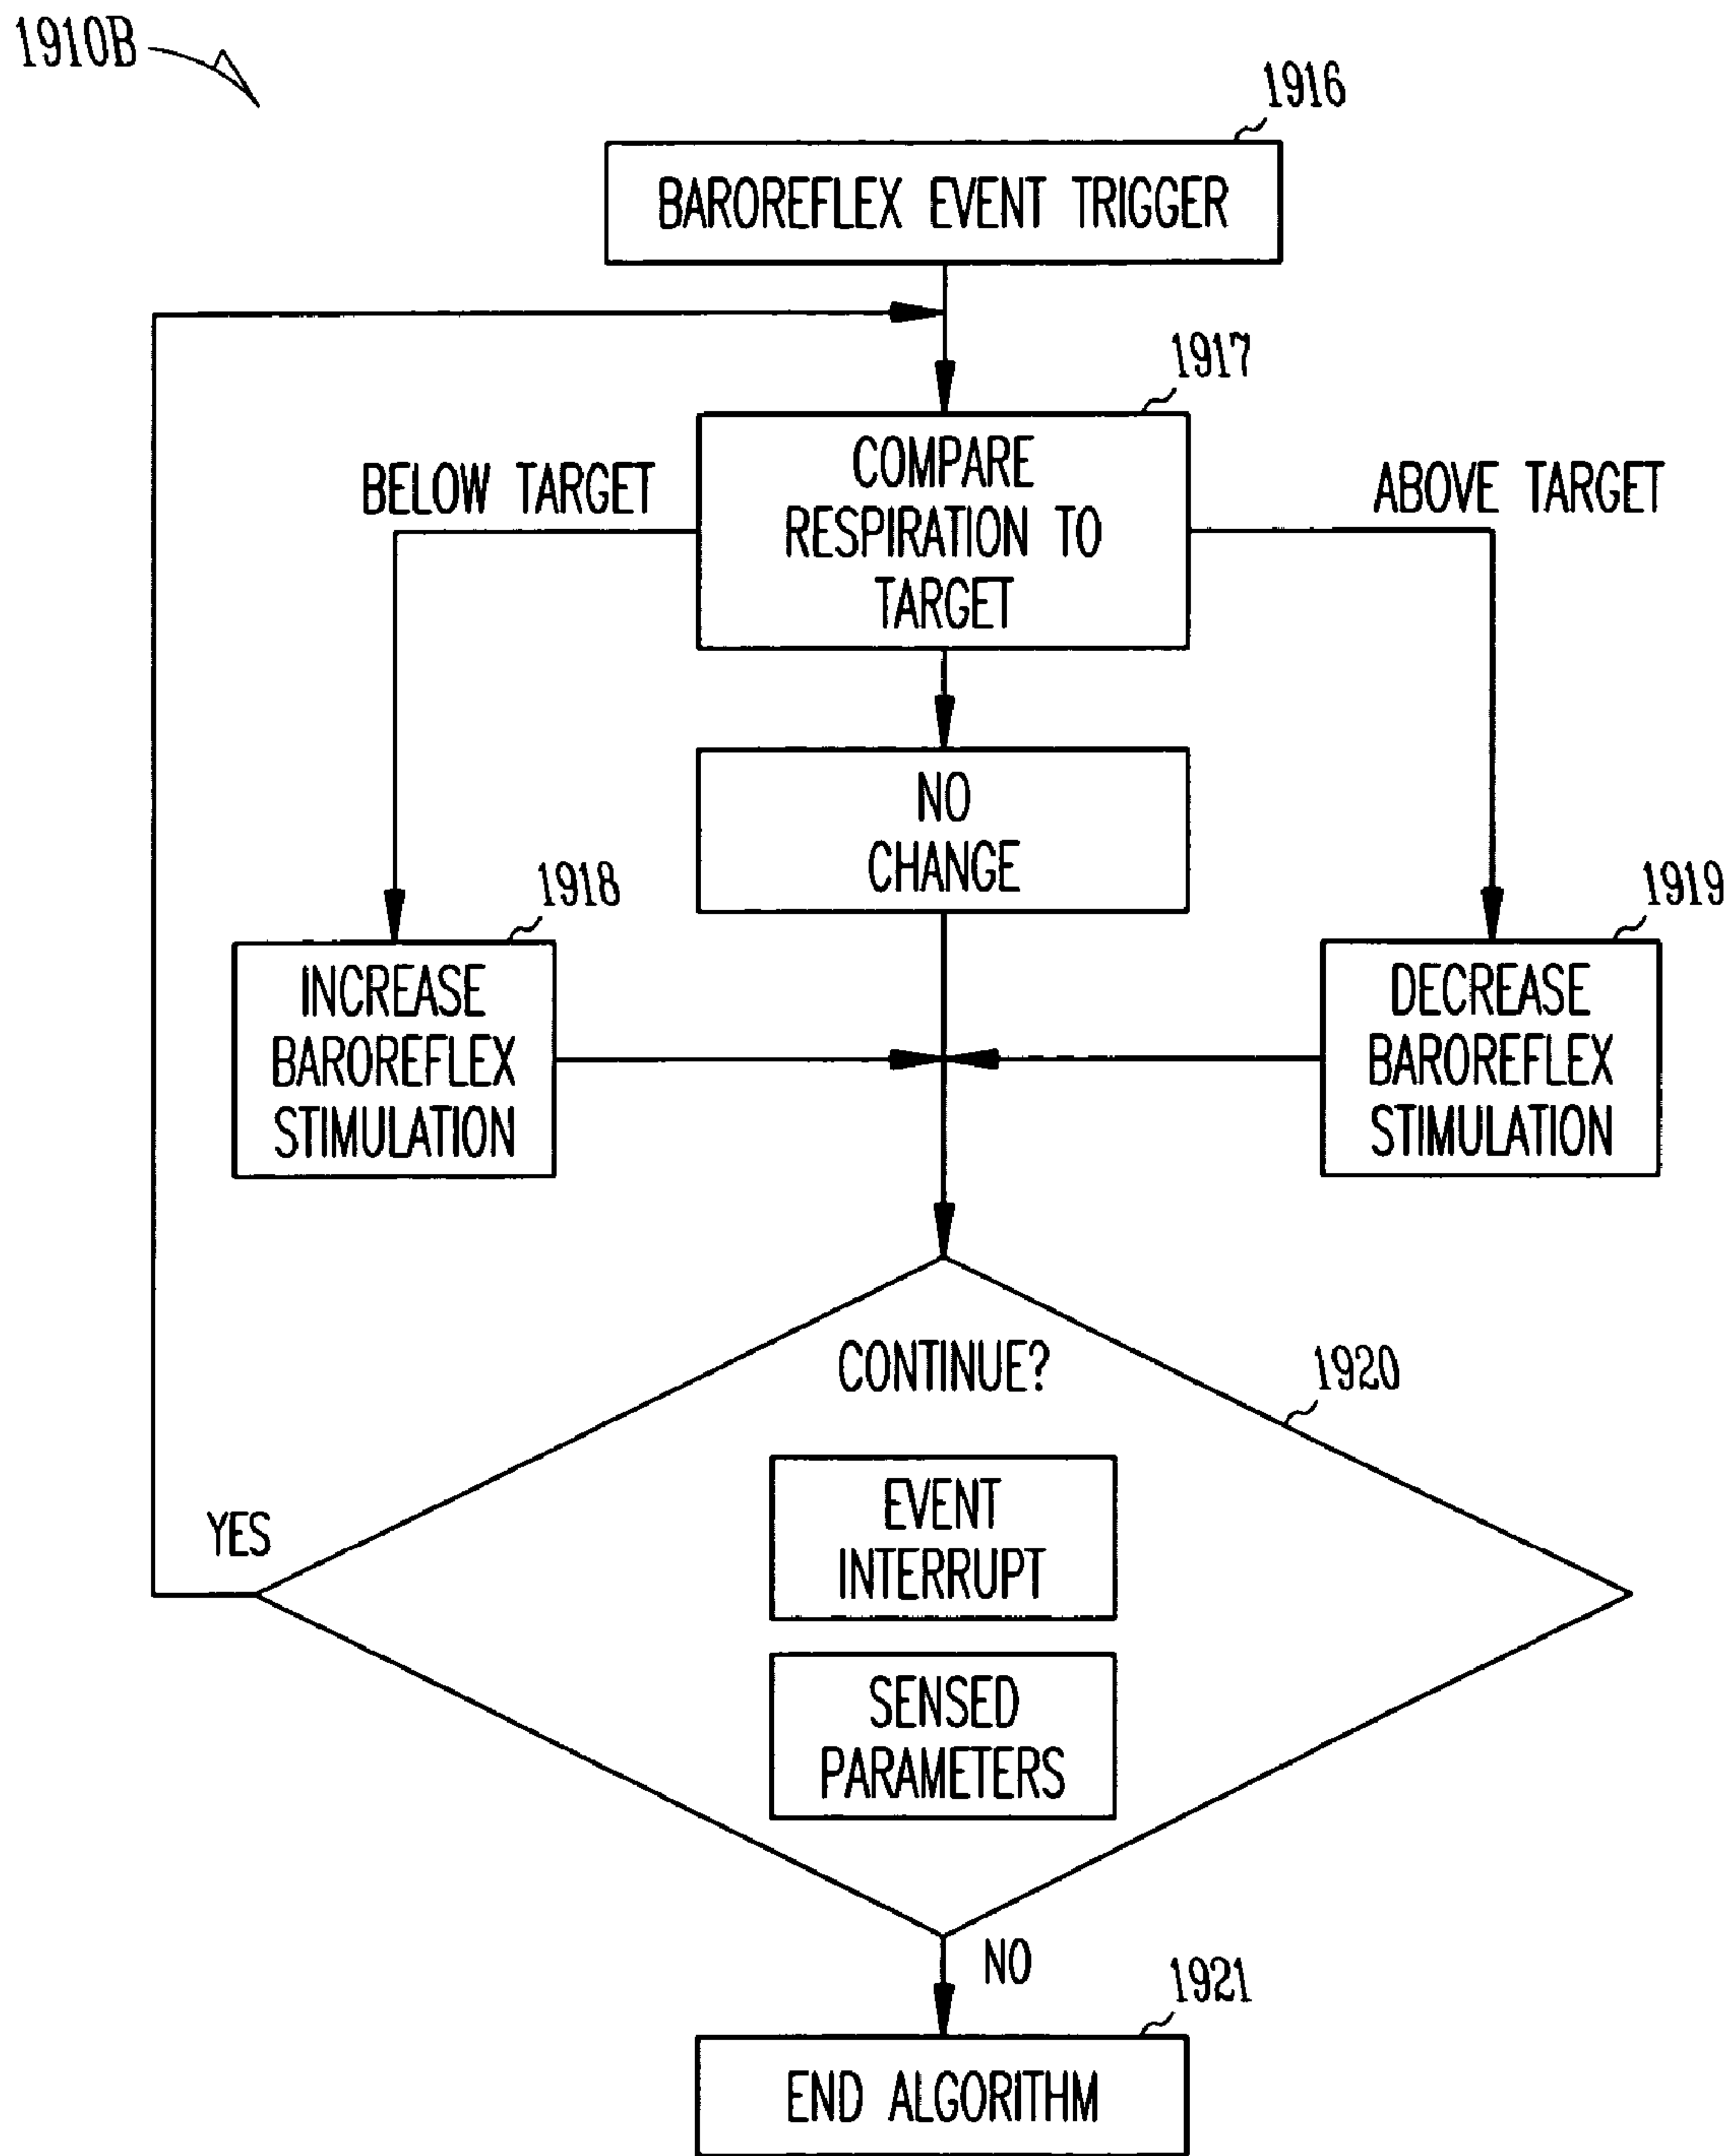 1910B
1916
BAROREFLEX EVENT TRIGGER
1917
COMPARE
RESPIRATION TO
TARGET
BELOW TARGET
ABOVE TARGET
NO
CHANGE
1918
INCREASE
BAROREFLEX
STIMULATION
1919
DECREASE
BAROREFLEX
STIMULATION
CONTINUE?
1920
EVENT
INTERRUPT
SENSED
PARAMETERS
YES
NO
1921
END ALGORITHM